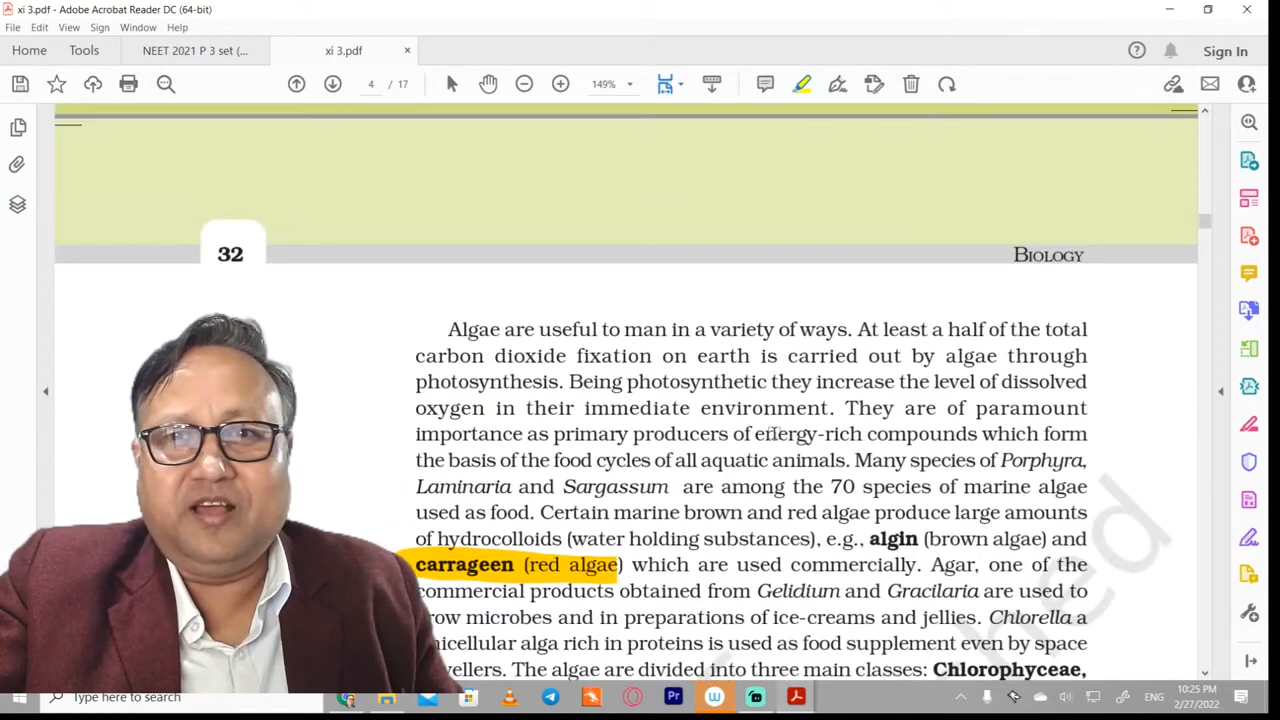 xi 3.pdf - Adobe Acrobat Reader DC (64-bit)
File Edit View Sign Window Help
Home Tools NEET 2021 P 3 set (... xi 3.pdf × Sign In
4 / 17 149%
32
BIOLOGY
Algae are useful to man in a variety of ways. At least a half of the total
carbon dioxide fixation on earth is carried out by algae through
photosynthesis. Being photosynthetic they increase the level of dissolved
oxygen in their immediate environment. They are of paramount
importance as primary producers of energy-rich compounds which form
the basis of the food cycles of all aquatic animals. Many species of Porphyra,
Laminaria and Sargassum are among the 70 species of marine algae
used as food. Certain marine brown and red algae produce large amounts
of hydrocolloids (water holding substances), e.g., algin (brown algae) and
carrageen (red algae) which are used commercially. Agar, one of the
commercial products obtained from Gelidium and Gracilaria are used to
row microbes and in preparations of ice-creams and jellies. Chlorella a
nicellular alga rich in proteins is used as food supplement even by space
vellers. The algae are divided into three main classes: Chlorophyceae,
Type here to search
ENG
10:25 PM
2/27/2022